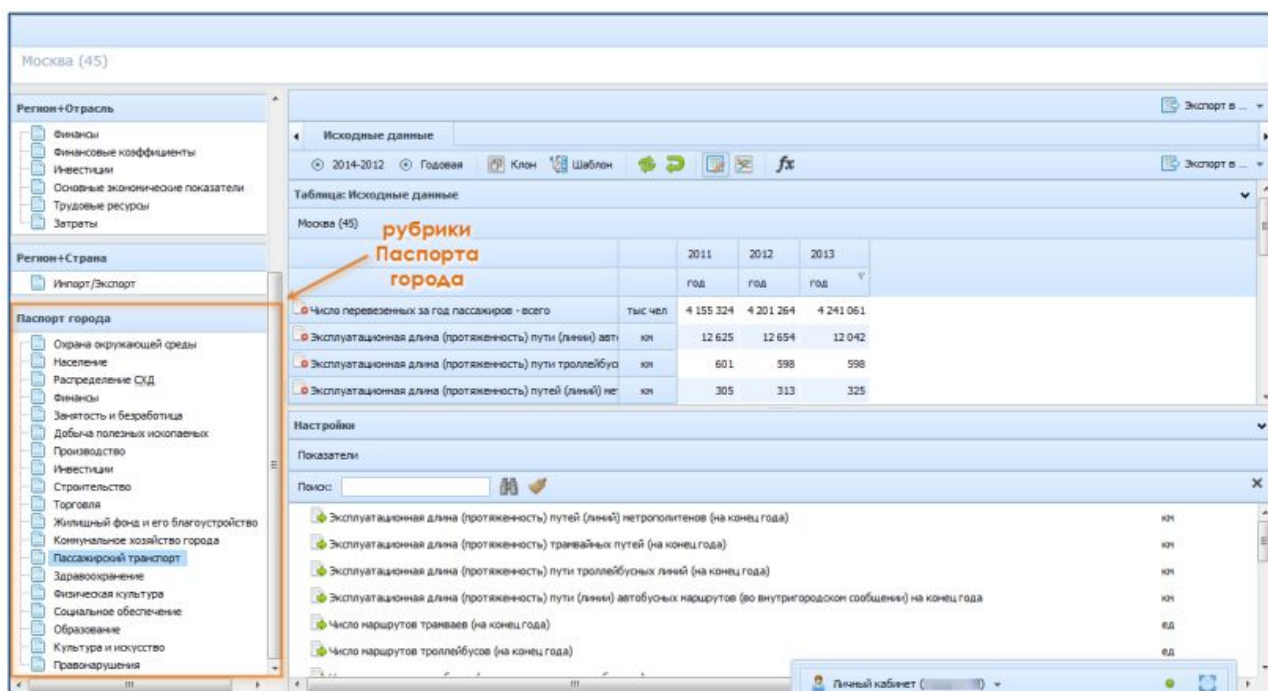 Москва (45)
Регион+Отрасль
Финансы
Финансовые коэффициенты
Инвестиции
Основные экономические показатели
Трудовые ресурсы
Затраты
Регион+Страна
Импорт/Экспорт
Паспорт города
Охрана окружающей среды
Население
Распределение СХД
Финансы
Занятость и безработица
Добыча полезных ископаемых
Производство
Инвестиции
Строительство
Торговля
Жилищный фонд и его благоустройство
Коммунальное хозяйство города
Пассажирский транспорт
Здравоохранение
Физическая культура
Социальное обеспечение
Образование
Культура и искусство
Правонарушения
рубрики
Паспорта
города
Экспорт в ...
Исходные данные
2014-2012 Годовая Клон Шаблон fx Экспорт в ...
Таблица: Исходные данные
Москва (45)
2011 2012 2013
год год год
Число перевезенных за год пассажиров - всего тыс чел 4 155 324 4 201 264 4 241 061
Эксплуатационная длина (протяженность) пути (линии) авт км 12 625 12 654 12 042
Эксплуатационная длина (протяженность) пути троллейбус км 601 598 598
Эксплуатационная длина (протяженность) путей (линий) ме км 305 313 325
Настройки
Показатели
Поиск:
Эксплуатационная длина (протяженность) путей (линий) метрополитенов (на конец года) км
Эксплуатационная длина (протяженность) трамвайных путей (на конец года) км
Эксплуатационная длина (протяженность) пути троллейбусных линий (на конец года) км
Эксплуатационная длина (протяженность) пути (линии) автобусных маршрутов (во внутригородском сообщении) на конец года км
Число маршрутов трамваев (на конец года) ед
Число маршрутов троллейбусов (на конец года) ед
Личный кабинет ( )